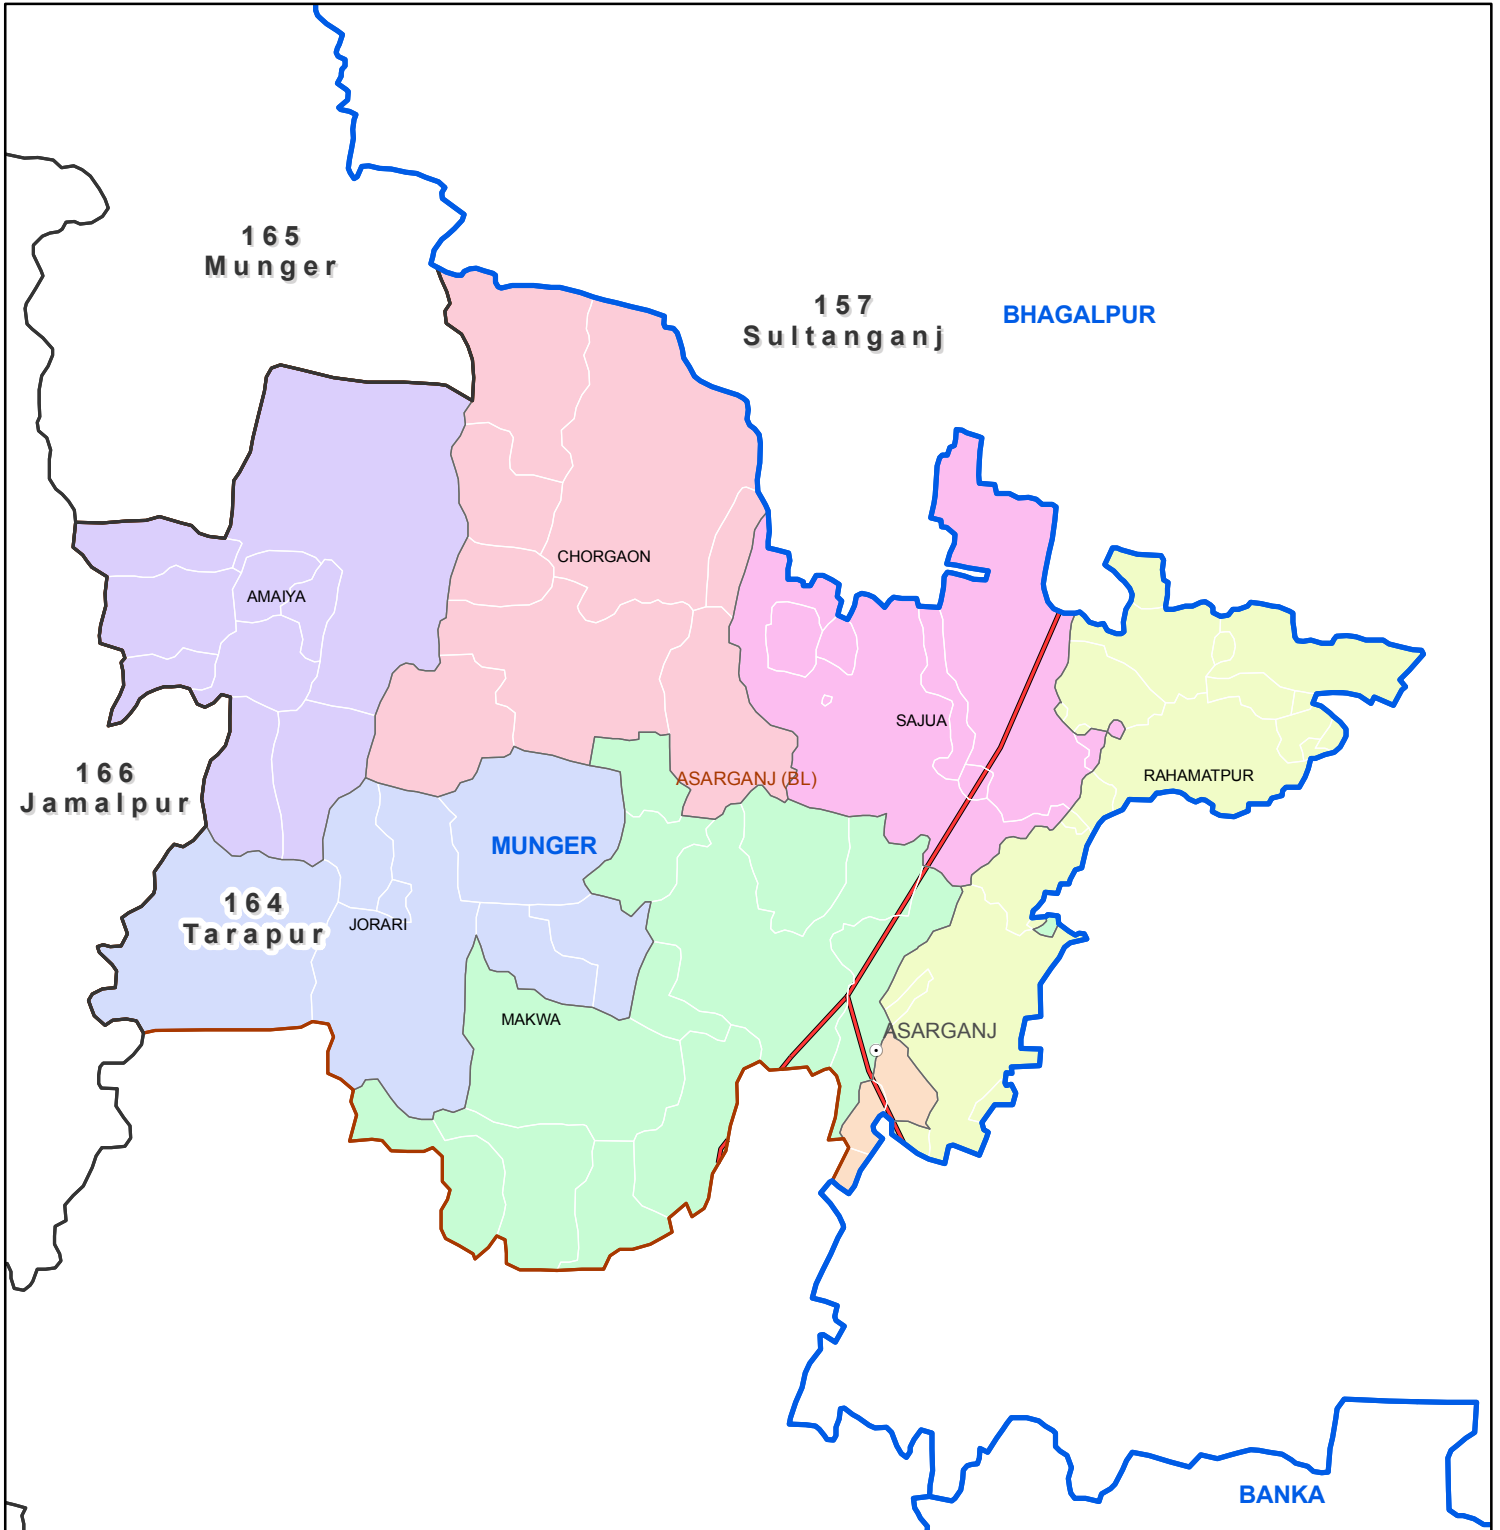 165
Munger
157
Sultanganj
BHAGALPUR
CHORGAON
AMAIYA
SAJUA
166
Jamalpur
ASARGANJ (BL)
RAHAMATPUR
MUNGER
164
Tarapur
JORARI
MAKWA
ASARGANJ
BANKA